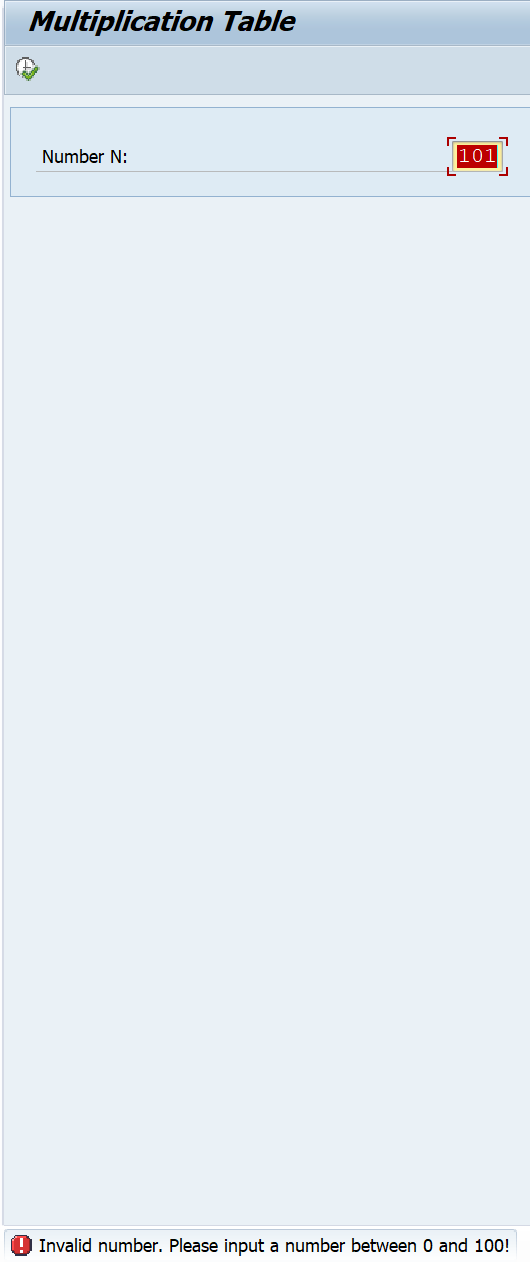 Multiplication Table
Number N:
101
Invalid number. Please input a number between 0 and 100!